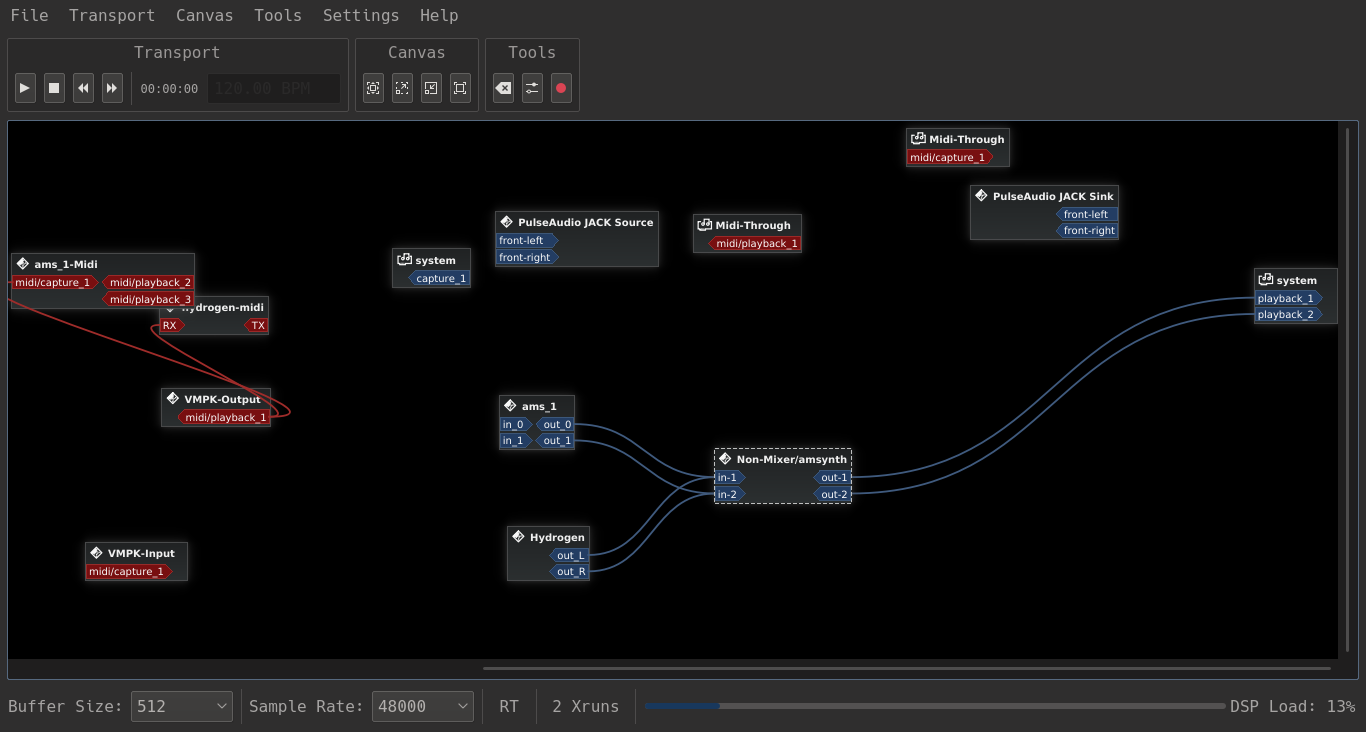 File Transport Canvas Tools Settings Help
Transport Canvas Tools
00:00:00 120.00 BPM
Midi-Through
midi/capture_1
PulseAudio JACK Sink
front-left
front-right
PulseAudio JACK Source
front-left
front-right
Midi-Through
midi/playback_1
system
capture_1
ams_1-Midi
midi/capture_1 midi/playback_2
midi/playback_3
hydrogen-midi
RX TX
system
playback_1
playback_2
VMPK-Output
midi/playback_1
ams_1
in_0 out_0
in_1 out_1
Non-Mixer/amsynth
in-1 out-1
in-2 out-2
Hydrogen
out_L
out_R
VMPK-Input
midi/capture_1
Buffer Size: 512 Sample Rate: 48000 RT 2 Xruns DSP Load: 13%